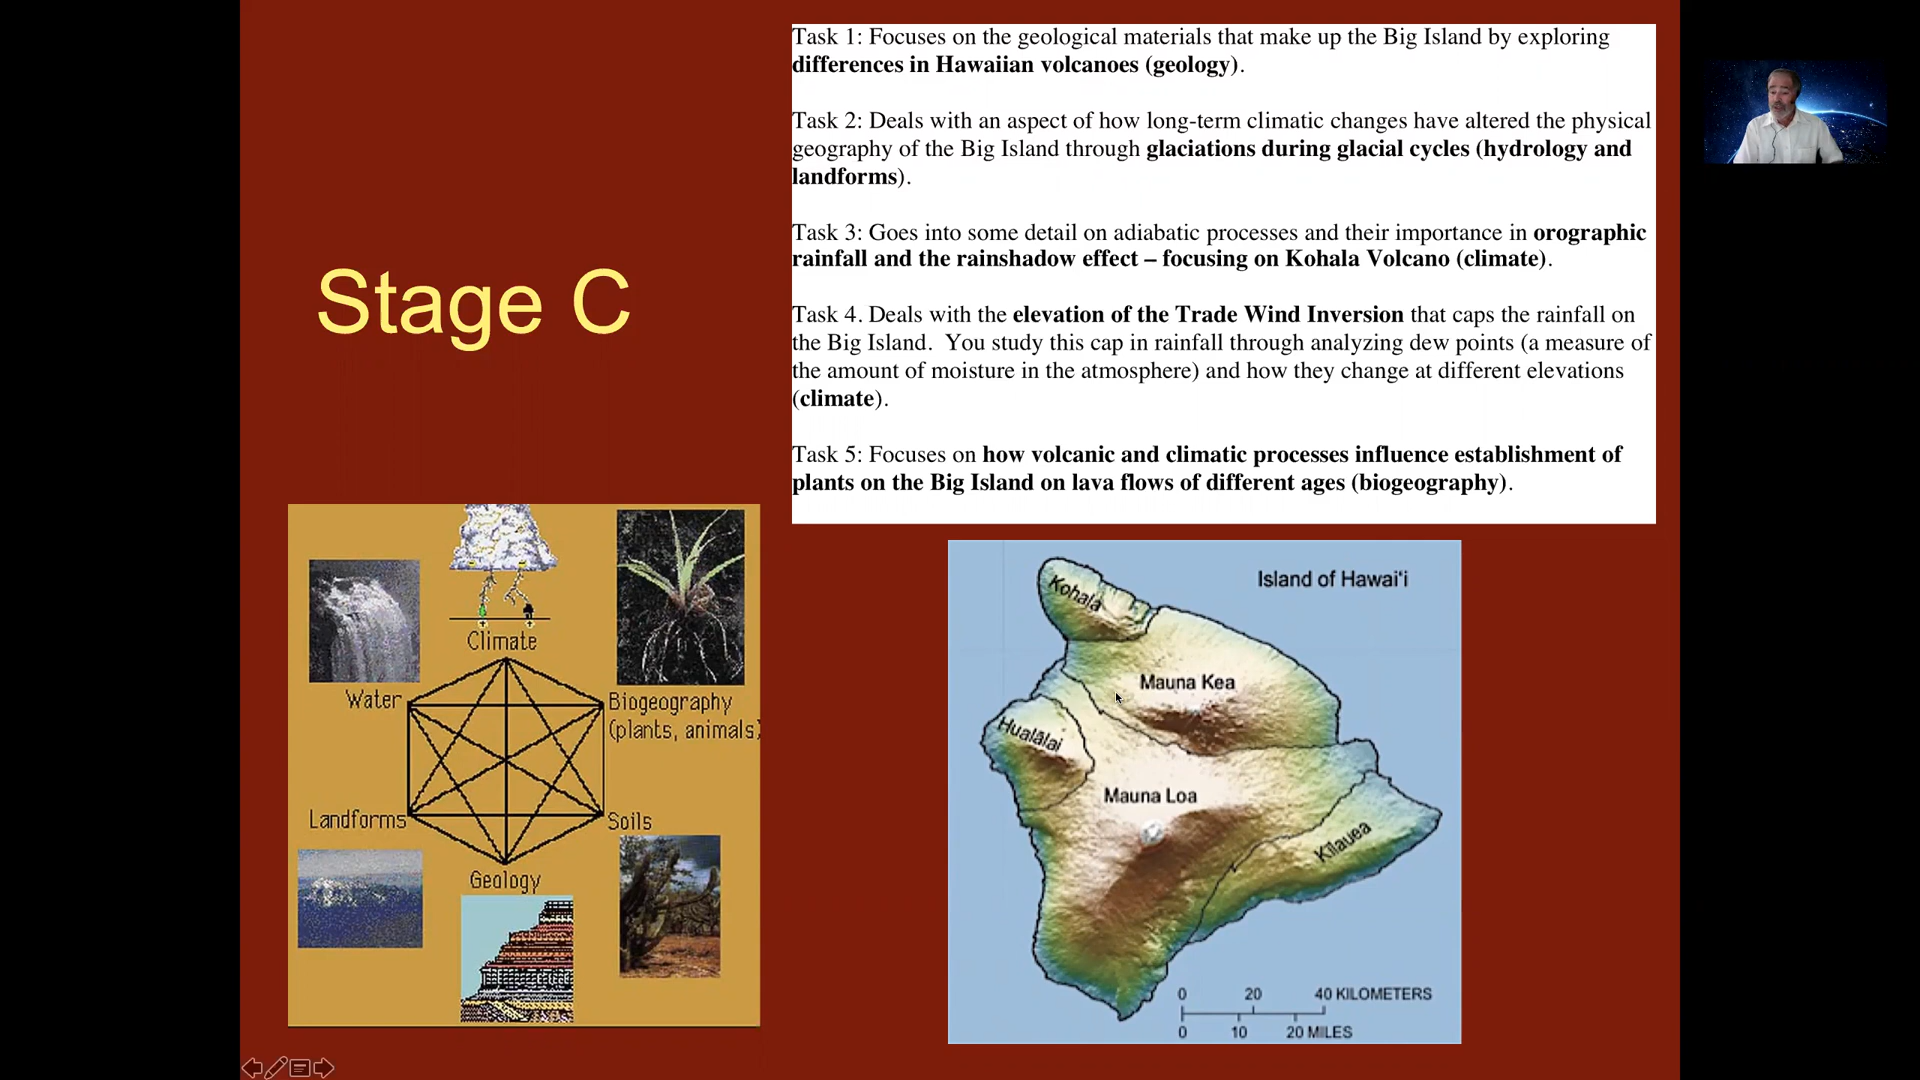 Stage C
Task 1: Focuses on the geological materials that make up the Big Island by exploring
differences in Hawaiian volcanoes (geology).
Task 2: Deals with an aspect of how long-term climatic changes have altered the physical
geography of the Big Island through glaciations during glacial cycles (hydrology and
landforms).
Task 3: Goes into some detail on adiabatic processes and their importance in orographic
rainfall and the rainshadow effect – focusing on Kohala Volcano (climate).
Task 4. Deals with the elevation of the Trade Wind Inversion that caps the rainfall on
the Big Island.  You study this cap in rainfall through analyzing dew points (a measure of
the amount of moisture in the atmosphere) and how they change at different elevations
(climate).
Task 5: Focuses on how volcanic and climatic processes influence establishment of
plants on the Big Island on lava flows of different ages (biogeography).
Climate
Water
Biogeography
(plants, animals)
Landforms
Soils
Geology
Island of Hawaiʻi
Kohala
Mauna Kea
Hualālai
Mauna Loa
Kīlauea
0 20 40 KILOMETERS
0 10 20 MILES